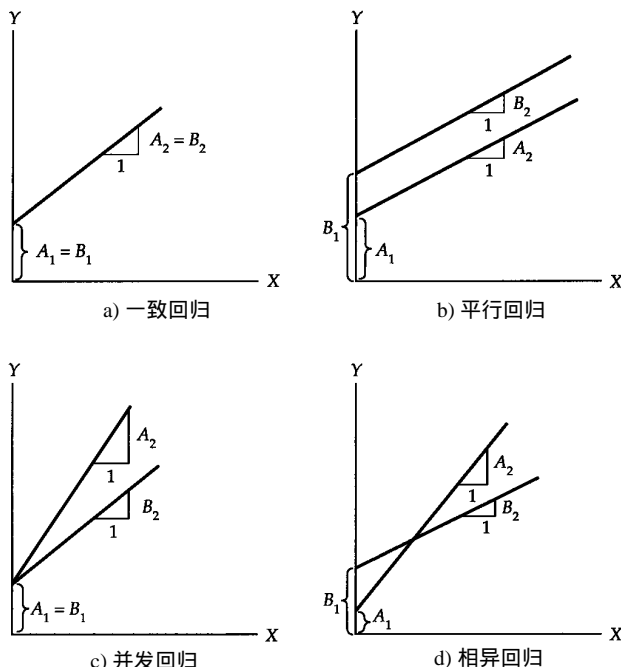 Y
A₂ = B₂
1
A₁ = B₁
X
a) 一致回归
Y
B₂
1
A₂
1
B₁
A₁
X
b) 平行回归
Y
A₂
1
B₂
1
A₁ = B₁
X
c) 并发回归
Y
A₂
1
B₂
1
B₁
A₁
X
d) 相异回归